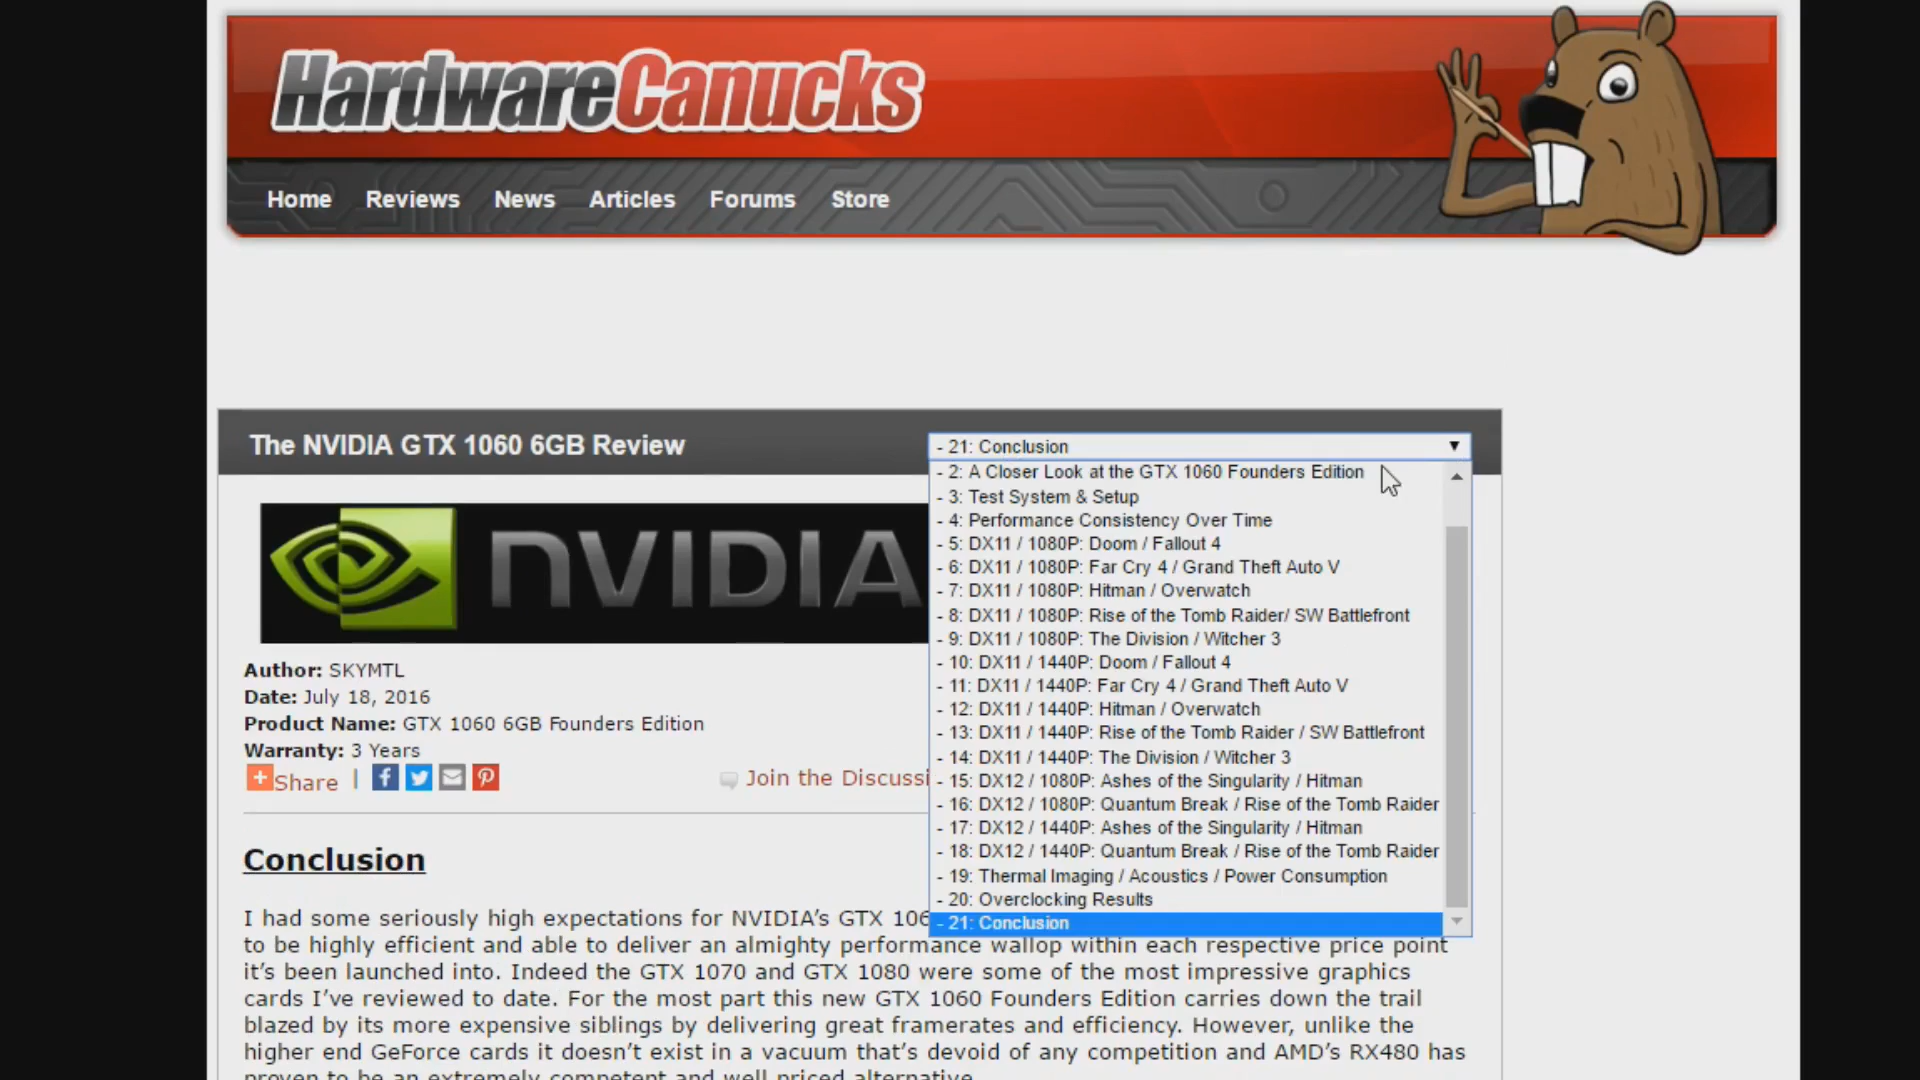 HardwareCanucks
Home Reviews News Articles Forums Store
The NVIDIA GTX 1060 6GB Review
- 21: Conclusion
- 2: A Closer Look at the GTX 1060 Founders Edition
- 3: Test System & Setup
- 4: Performance Consistency Over Time
- 5: DX11 / 1080P: Doom / Fallout 4
- 6: DX11 / 1080P: Far Cry 4 / Grand Theft Auto V
- 7: DX11 / 1080P: Hitman / Overwatch
- 8: DX11 / 1080P: Rise of the Tomb Raider/ SW Battlefront
- 9: DX11 / 1080P: The Division / Witcher 3
- 10: DX11 / 1440P: Doom / Fallout 4
- 11: DX11 / 1440P: Far Cry 4 / Grand Theft Auto V
- 12: DX11 / 1440P: Hitman / Overwatch
- 13: DX11 / 1440P: Rise of the Tomb Raider / SW Battlefront
- 14: DX11 / 1440P: The Division / Witcher 3
- 15: DX12 / 1080P: Ashes of the Singularity / Hitman
- 16: DX12 / 1080P: Quantum Break / Rise of the Tomb Raider
- 17: DX12 / 1440P: Ashes of the Singularity / Hitman
- 18: DX12 / 1440P: Quantum Break / Rise of the Tomb Raider
- 19: Thermal Imaging / Acoustics / Power Consumption
- 20: Overclocking Results
- 21: Conclusion
NVIDIA
Author: SKYMTL
Date: July 18, 2016
Product Name: GTX 1060 6GB Founders Edition
Warranty: 3 Years
Share | Join the Discussi
Conclusion
I had some seriously high expectations for NVIDIA's GTX 106
to be highly efficient and able to deliver an almighty performance wallop within each respective price point
it's been launched into. Indeed the GTX 1070 and GTX 1080 were some of the most impressive graphics
cards I've reviewed to date. For the most part this new GTX 1060 Founders Edition carries down the trail
blazed by its more expensive siblings by delivering great framerates and efficiency. However, unlike the
higher end GeForce cards it doesn't exist in a vacuum that's devoid of any competition and AMD's RX480 has
proven to be an extremely competent and well priced alternative.